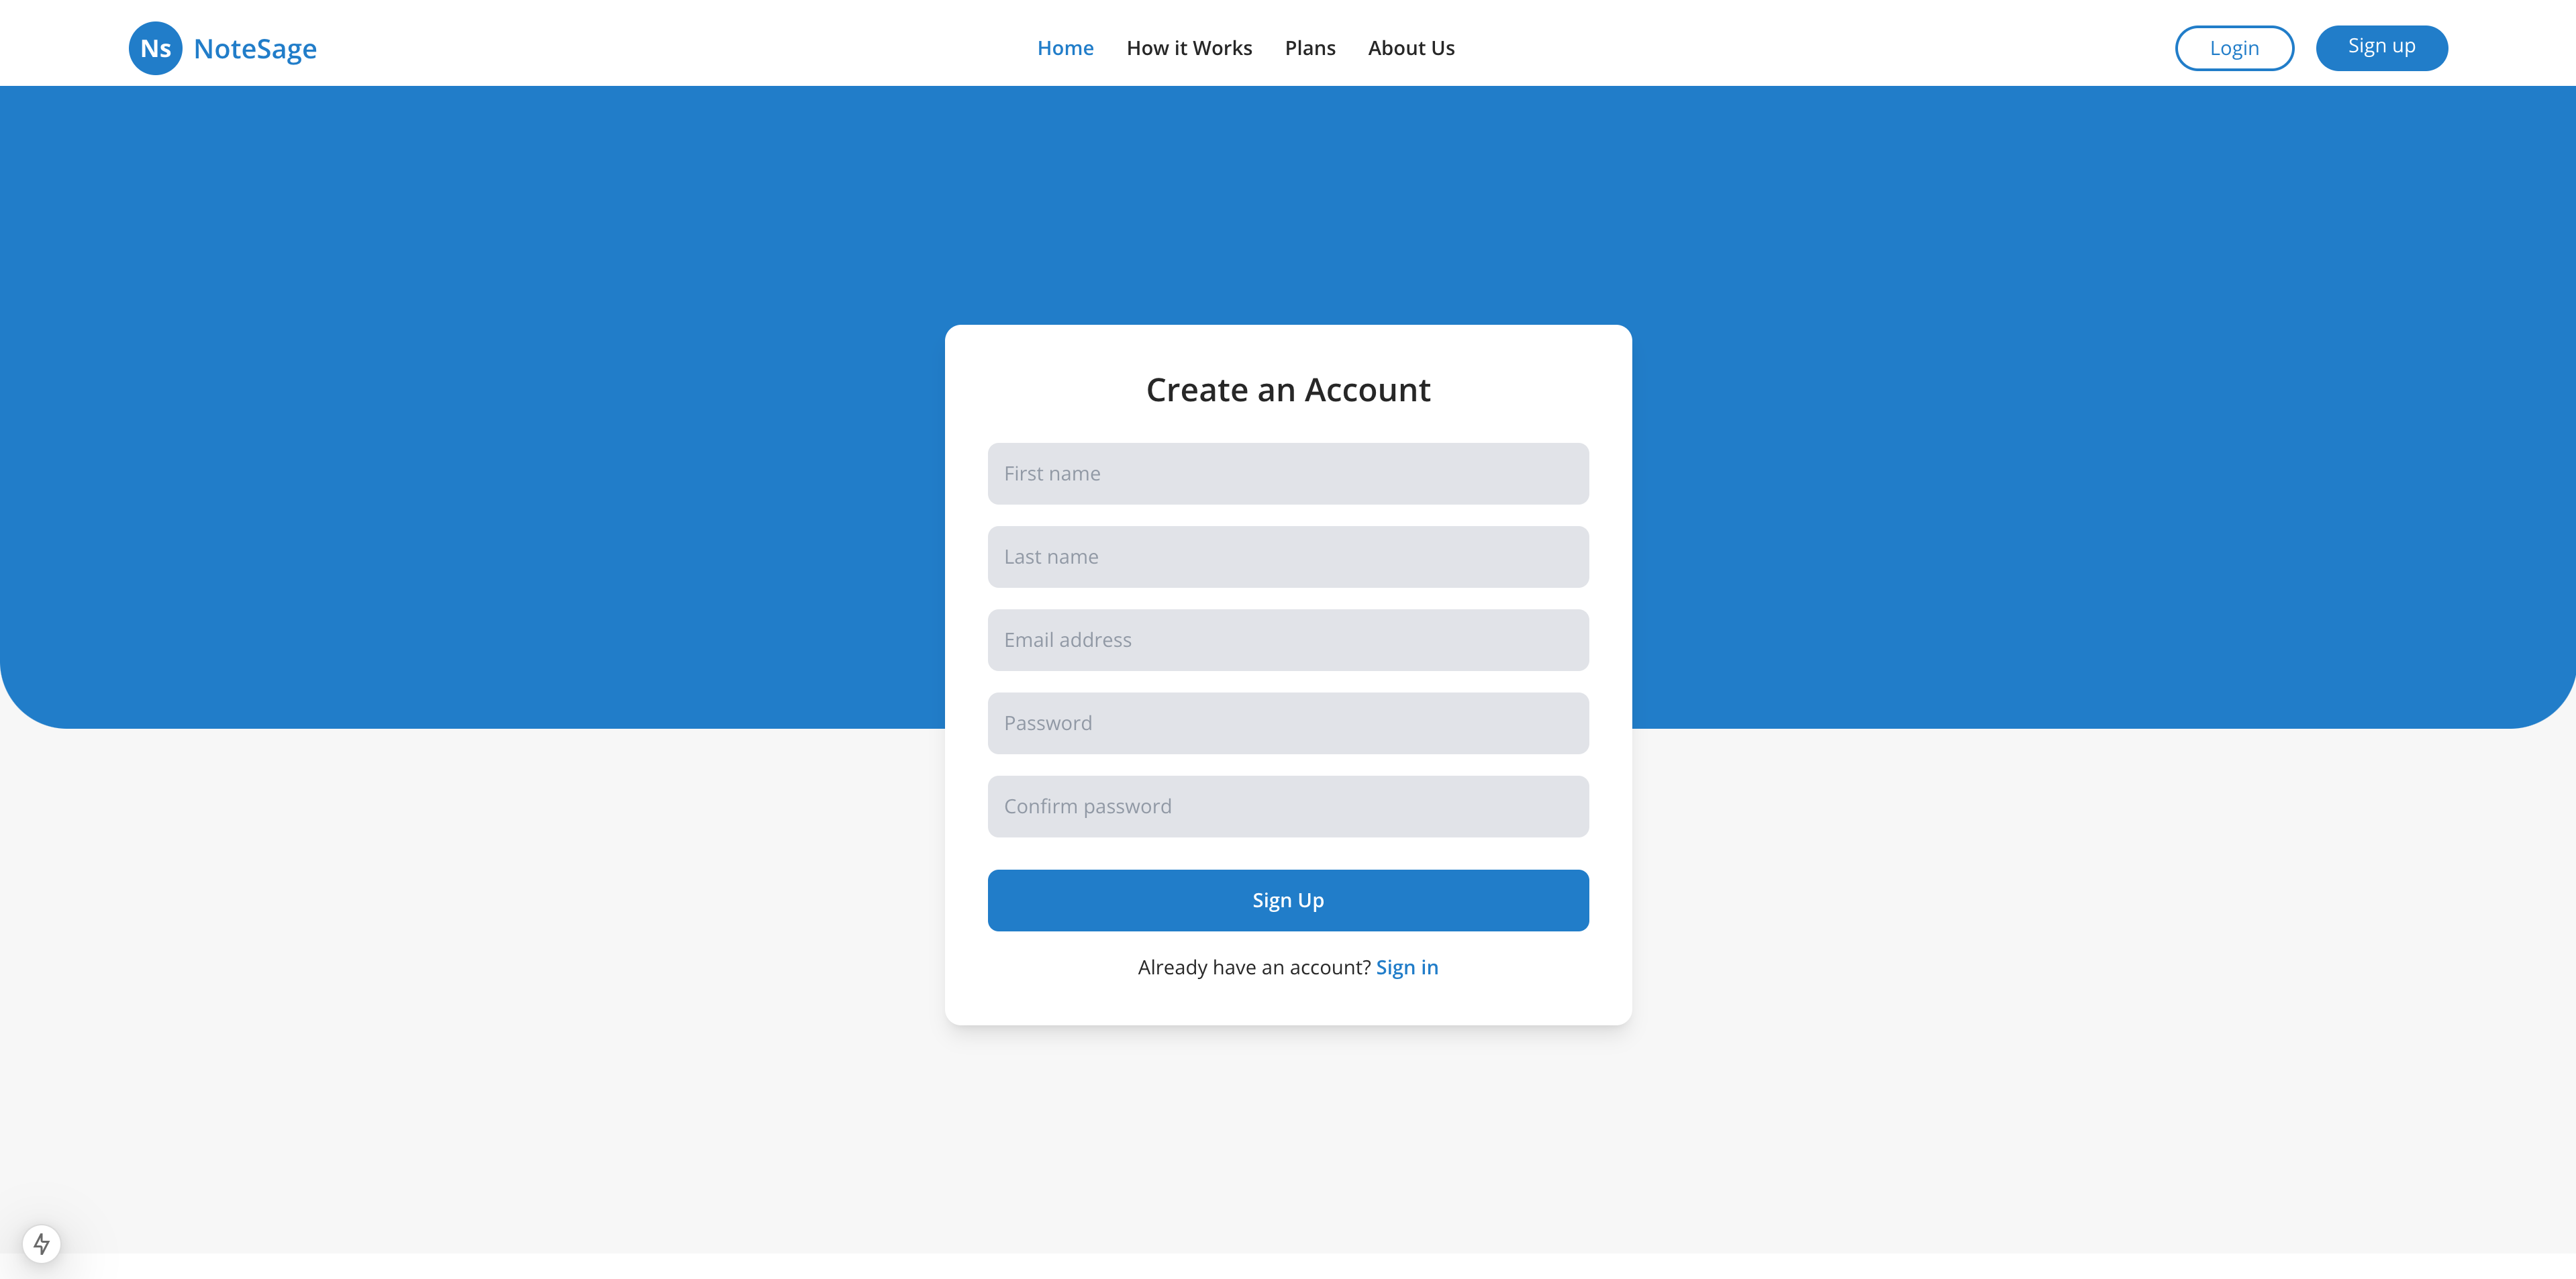 Ns NoteSage Home How it Works Plans About Us Login Sign up
Create an Account
First name
Last name
Email address
Password
Confirm password
Sign Up
Already have an account? Sign in